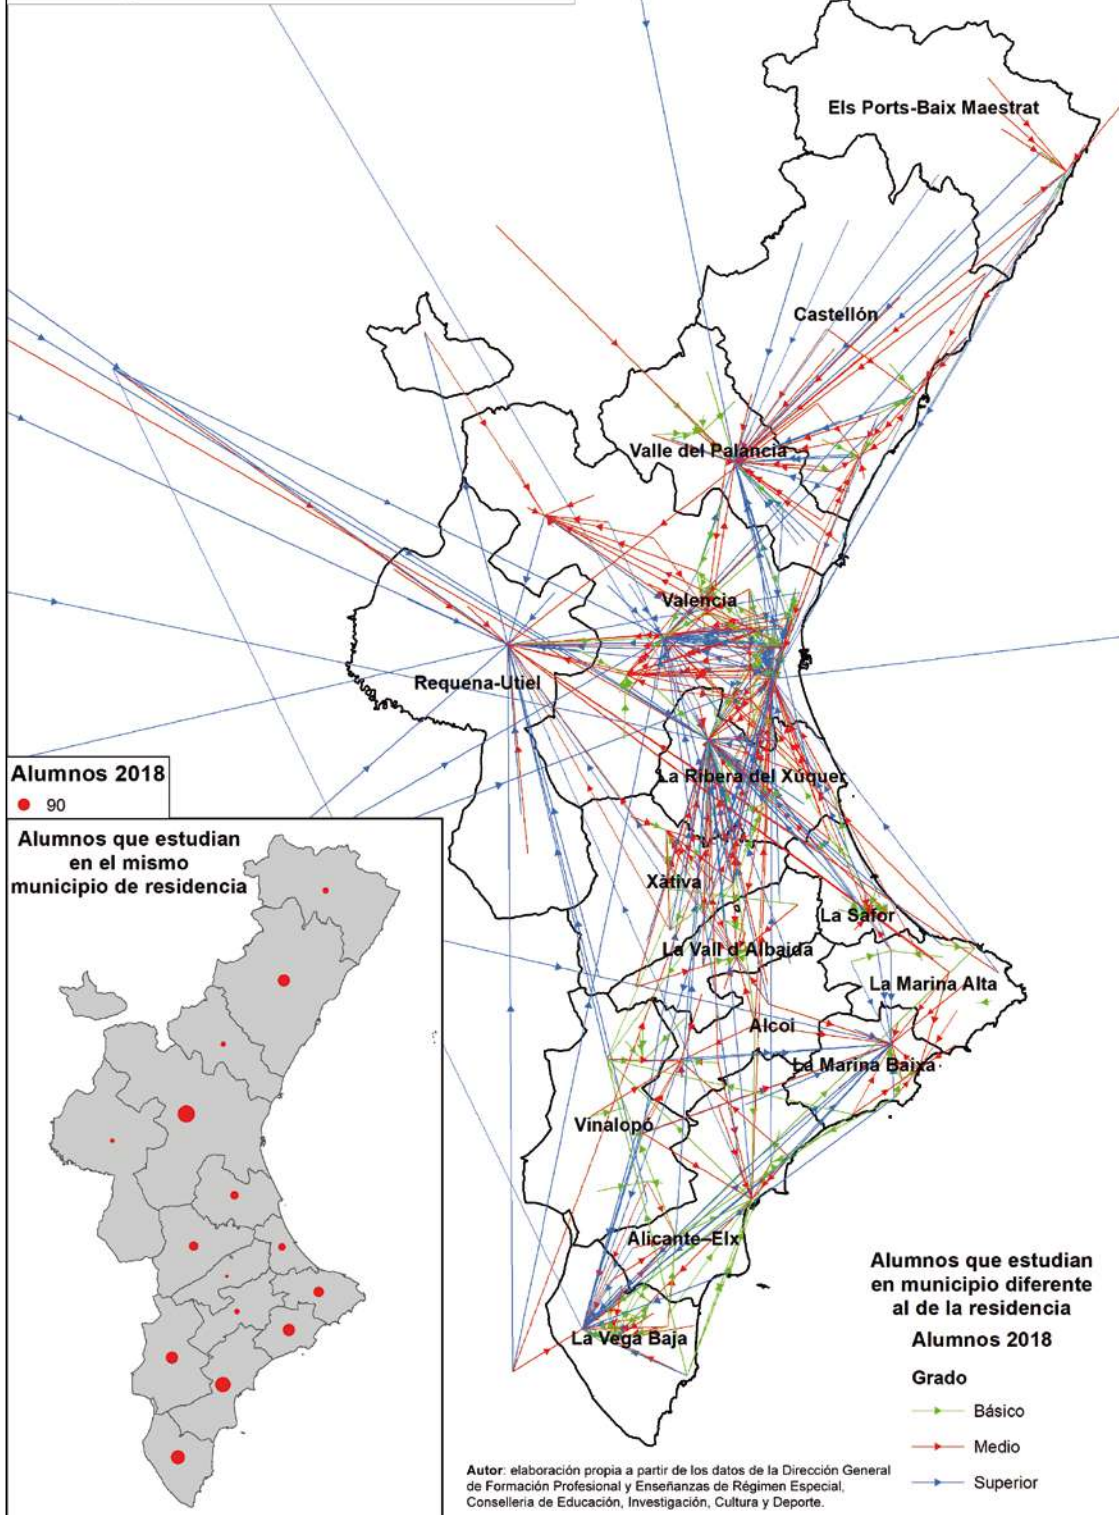 Els Ports-Baix Maestrat
Castellón
Valle del Palancia
Valencia
Requena-Utiel
La Ribera del Xúquer
Xàtiva
La Safor
La Vall d'Albaida
La Marina Alta
Alcoi
La Marina Baixa
Vinalopó
Alicante–Elx
La Vega Baja
Alumnos 2018
90
Alumnos que estudian
en el mismo
municipio de residencia
Alumnos que estudian
en municipio diferente
al de la residencia
Alumnos 2018
Grado
Básico
Medio
Superior
Autor: elaboración propia a partir de los datos de la Dirección General
de Formación Profesional y Enseñanzas de Régimen Especial,
Conselleria de Educación, Investigación, Cultura y Deporte.